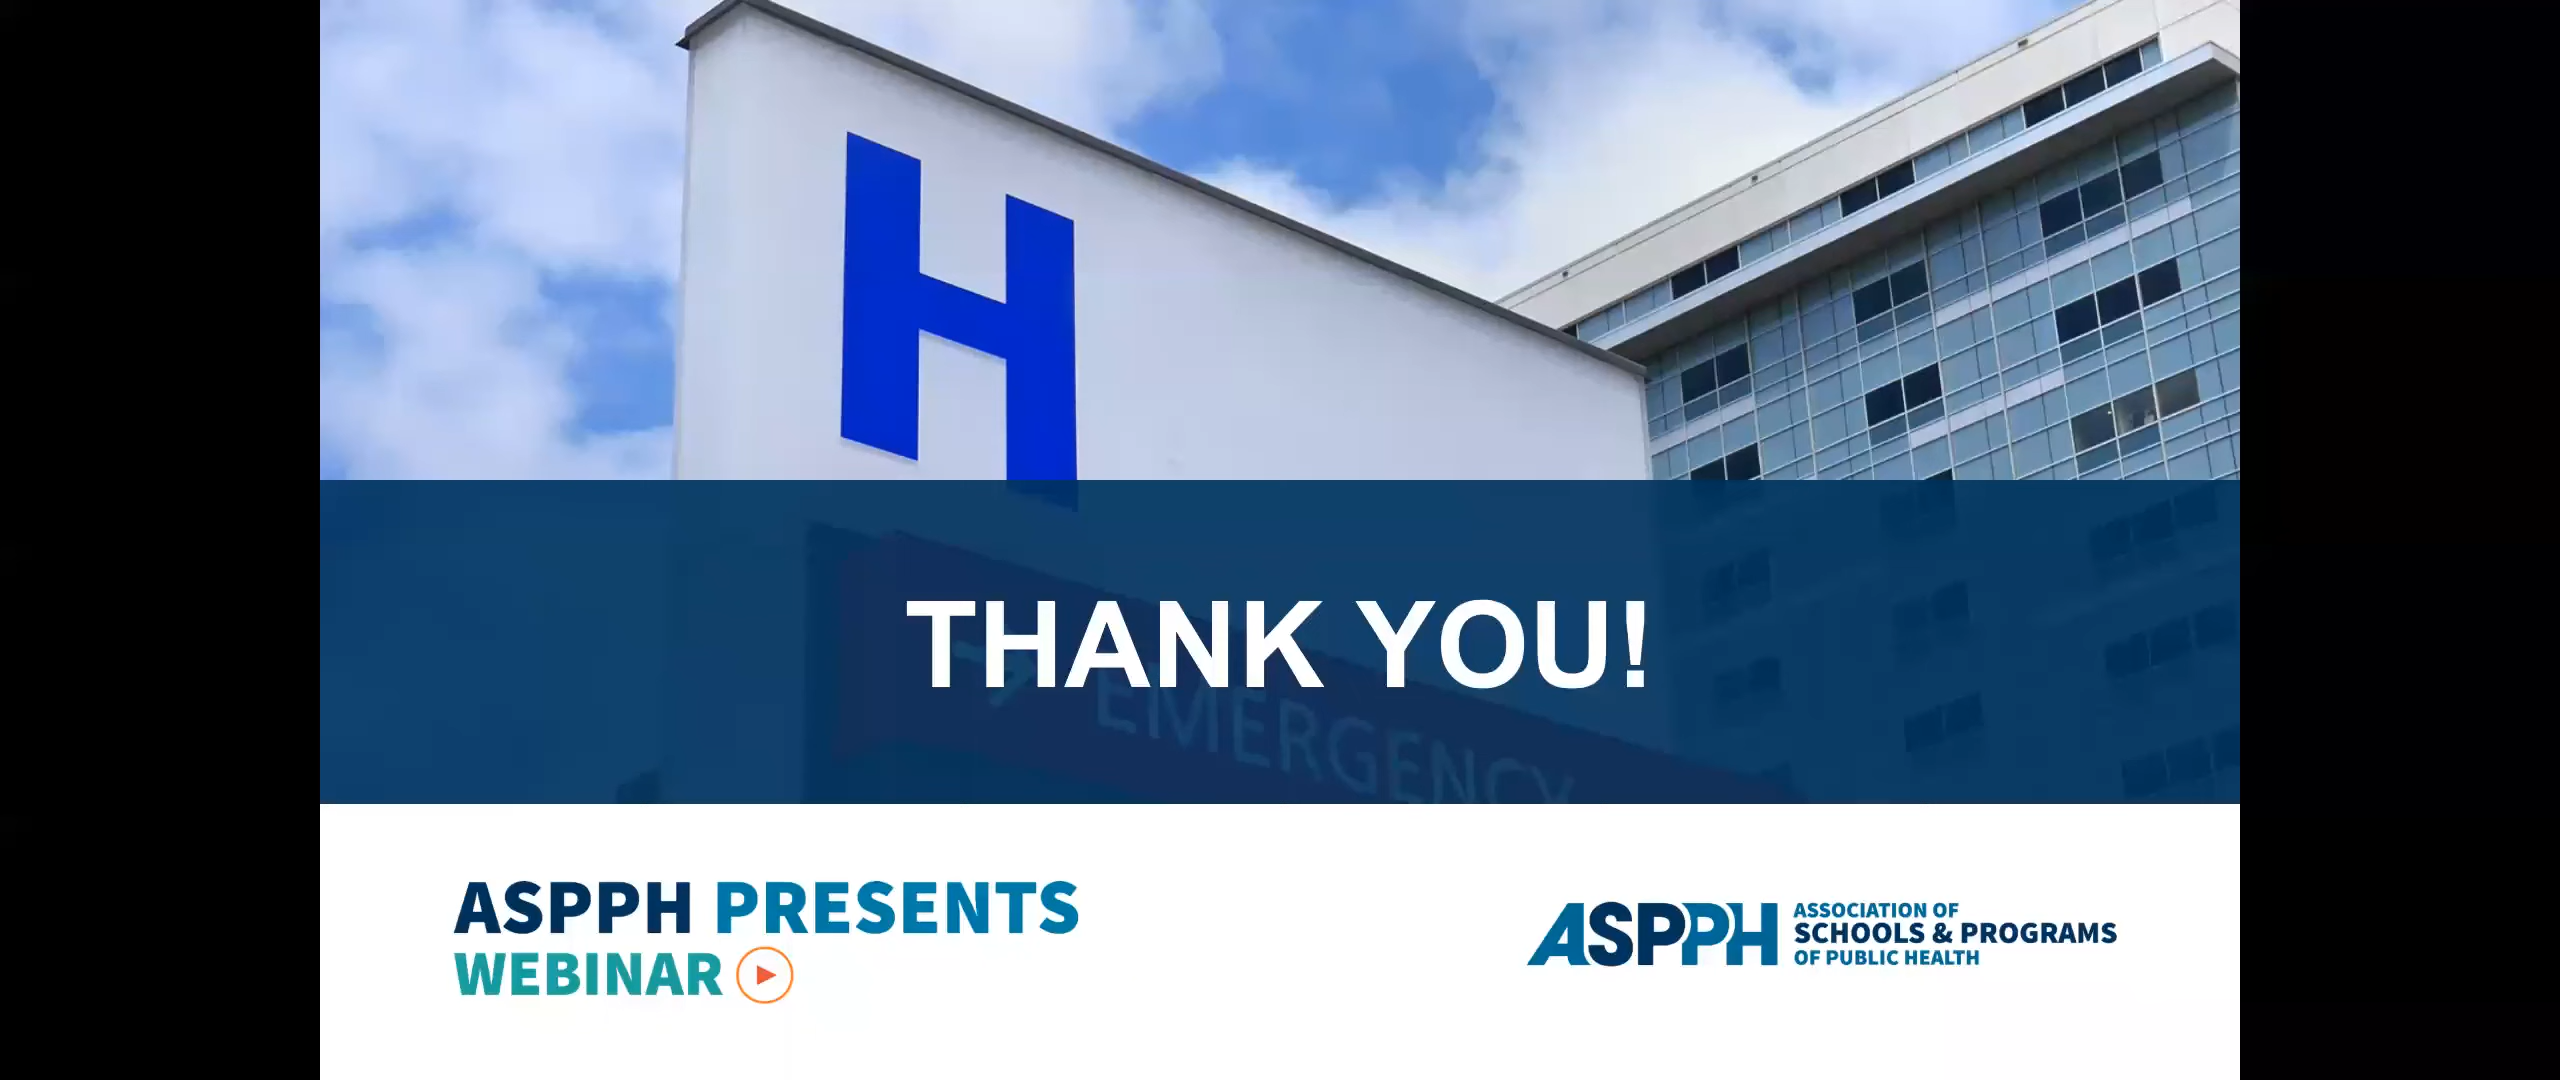 H
THANK YOU!
EMERGENCY
ASPPH PRESENTS
WEBINAR
ASPPH
ASSOCIATION OF
SCHOOLS & PROGRAMS
OF PUBLIC HEALTH